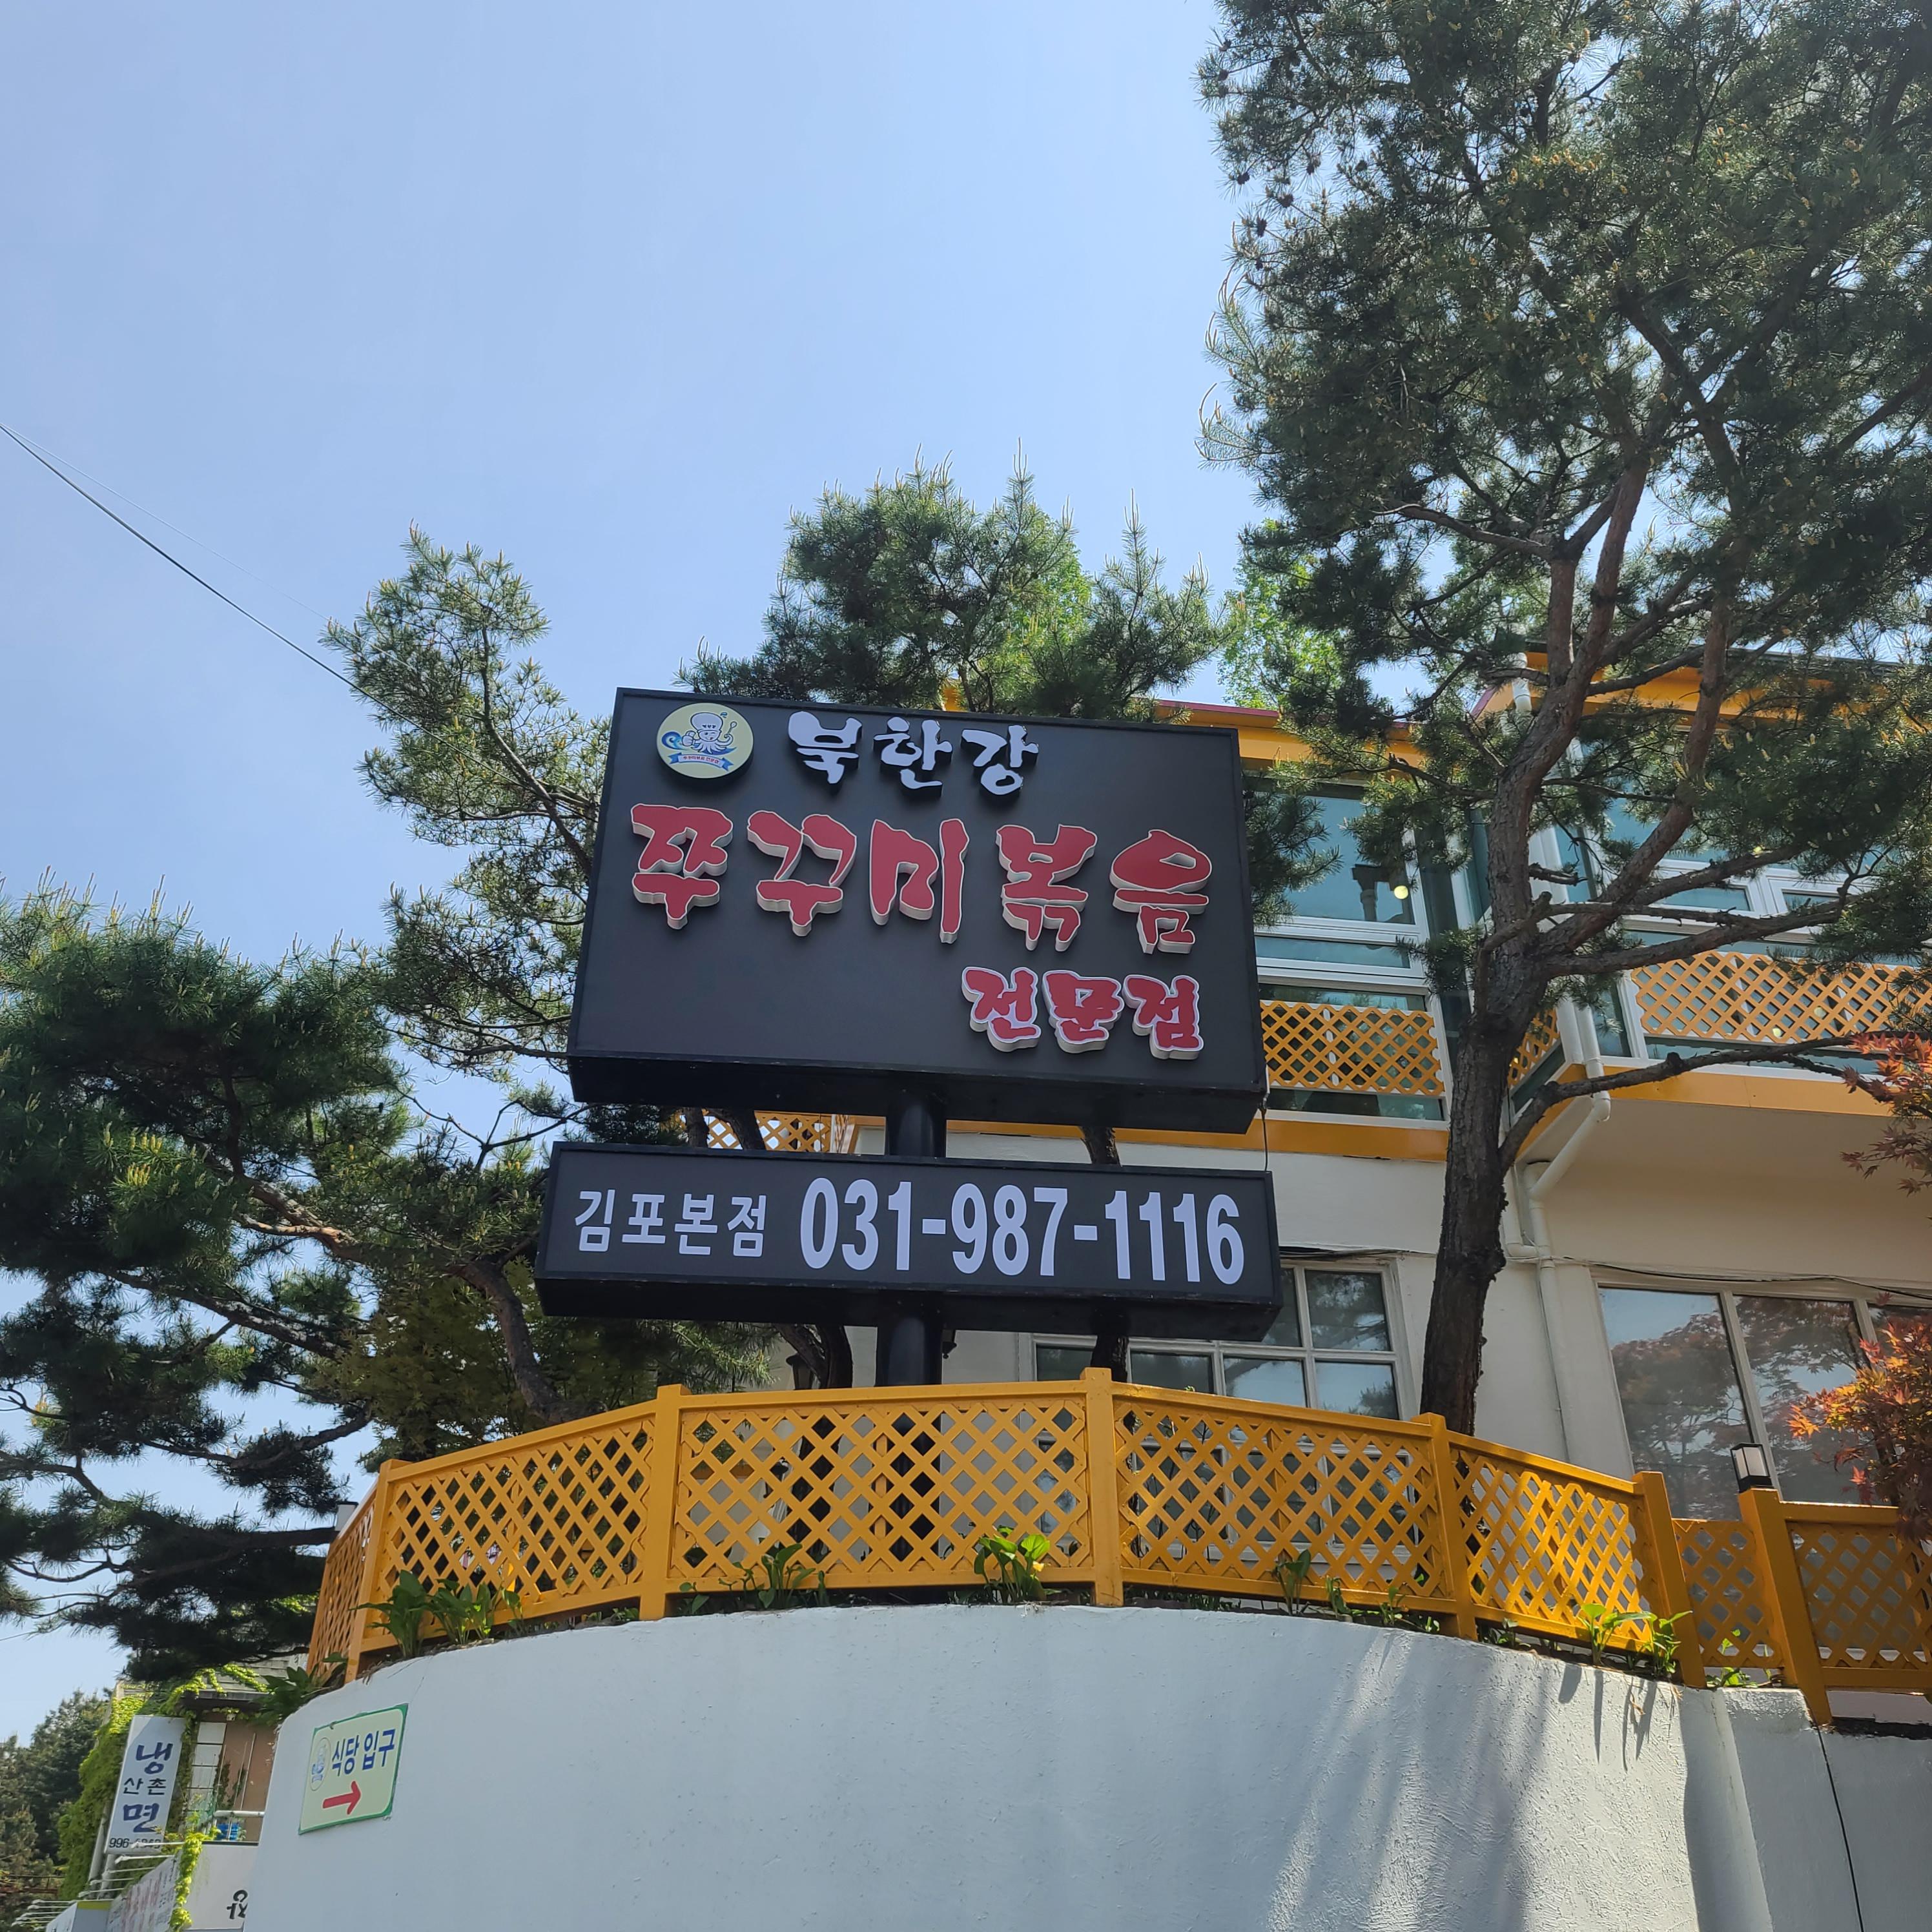 북한강
쭈꾸미볶음
전문점
김포본점 031-987-1116
식당입구
냉
산촌
면